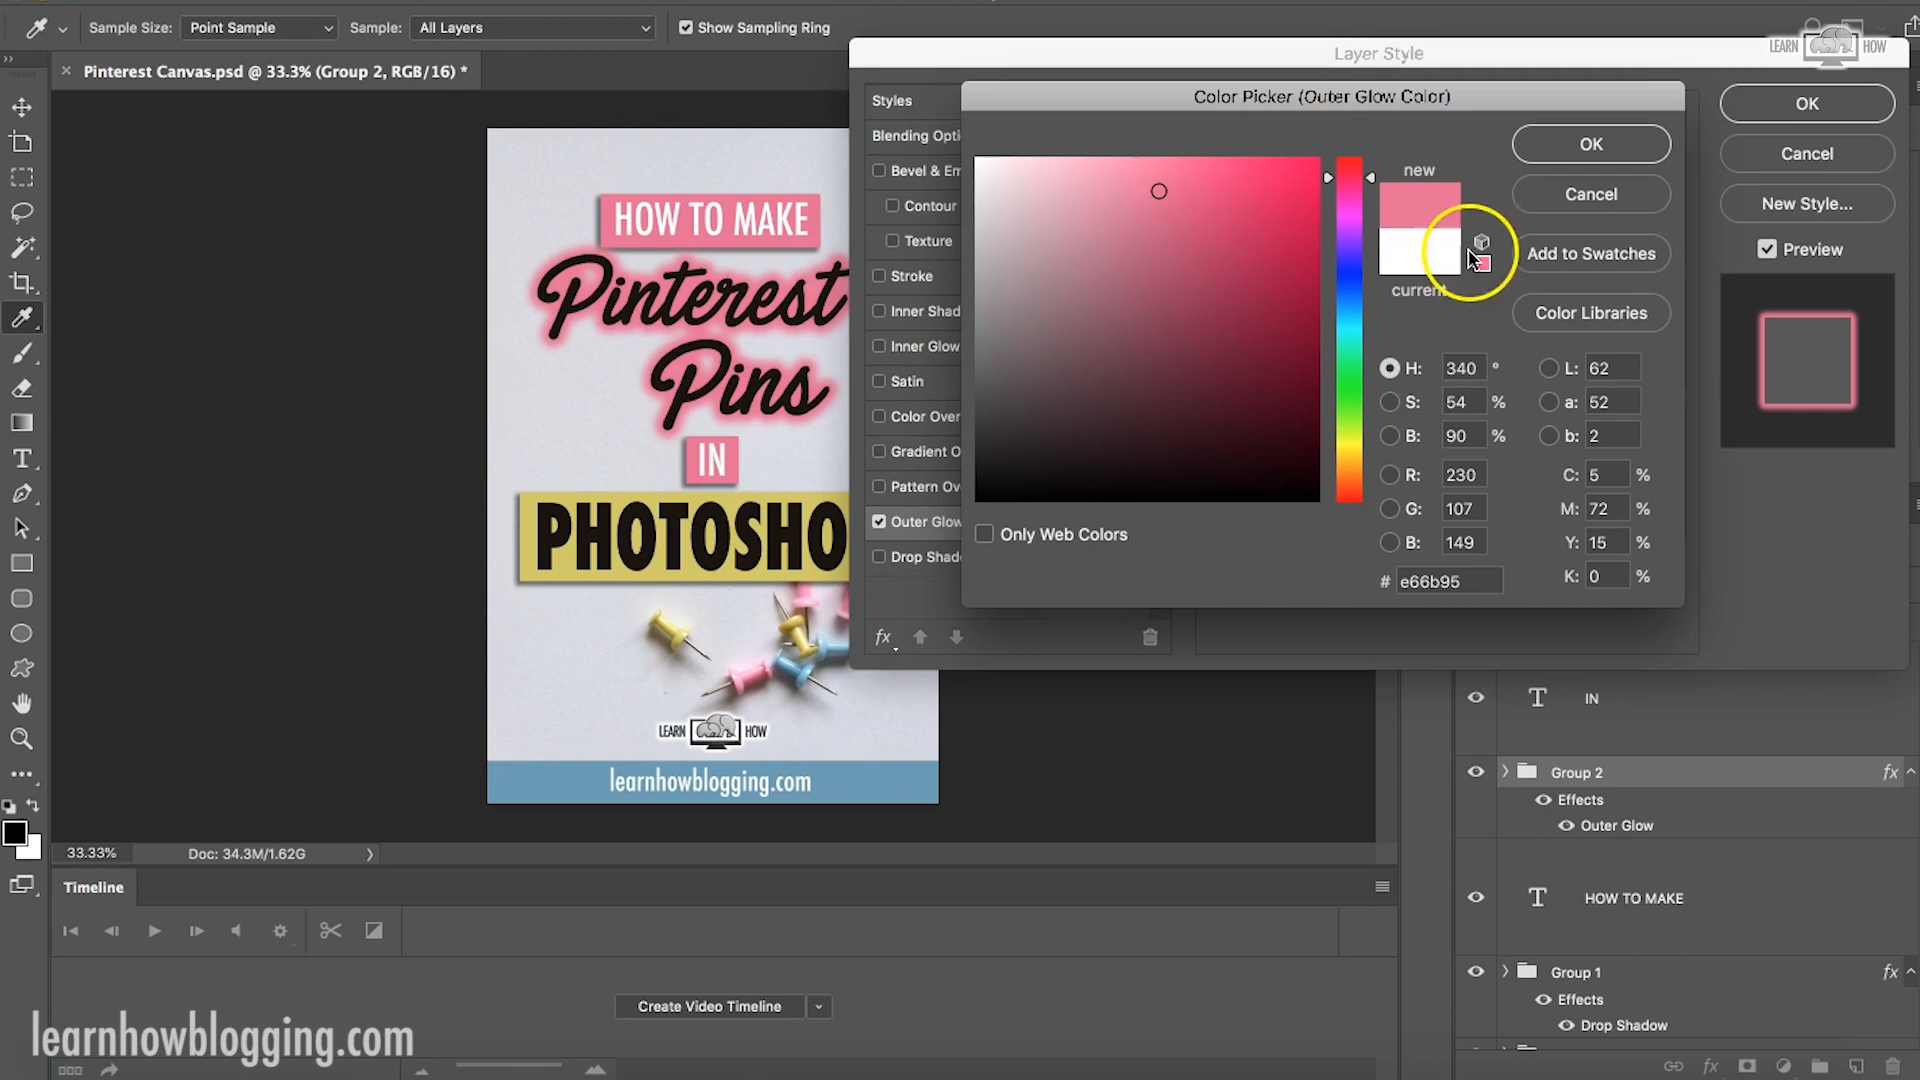 Sample Size: Point Sample Sample: All Layers Show Sampling Ring
LEARN HOW
Layer Style
Pinterest Canvas.psd @ 33.3% (Group 2, RGB/16) *
Styles
Blending Opti
Bevel & Em
Contour
Texture
Stroke
Inner Shad
Inner Glow
Satin
Color Over
Gradient O
Pattern Ov
Outer Glow
Drop Shado
fx
Color Picker (Outer Glow Color)
new
current
OK
Cancel
Add to Swatches
Color Libraries
H: 340 °
S: 54 %
B: 90 %
R: 230
G: 107
B: 149
# e66b95
L: 62
a: 52
b: 2
C: 5 %
M: 72 %
Y: 15 %
K: 0 %
Only Web Colors
OK
Cancel
New Style...
Preview
HOW TO MAKE
Pinterest
Pins
IN
PHOTOSHO
LEARN HOW
learnhowblogging.com
33.33% Doc: 34.3M/1.62G
Timeline
Create Video Timeline
T IN
Group 2 fx
Effects
Outer Glow
T HOW TO MAKE
Group 1 fx
Effects
Drop Shadow
fx
learnhowblogging.com